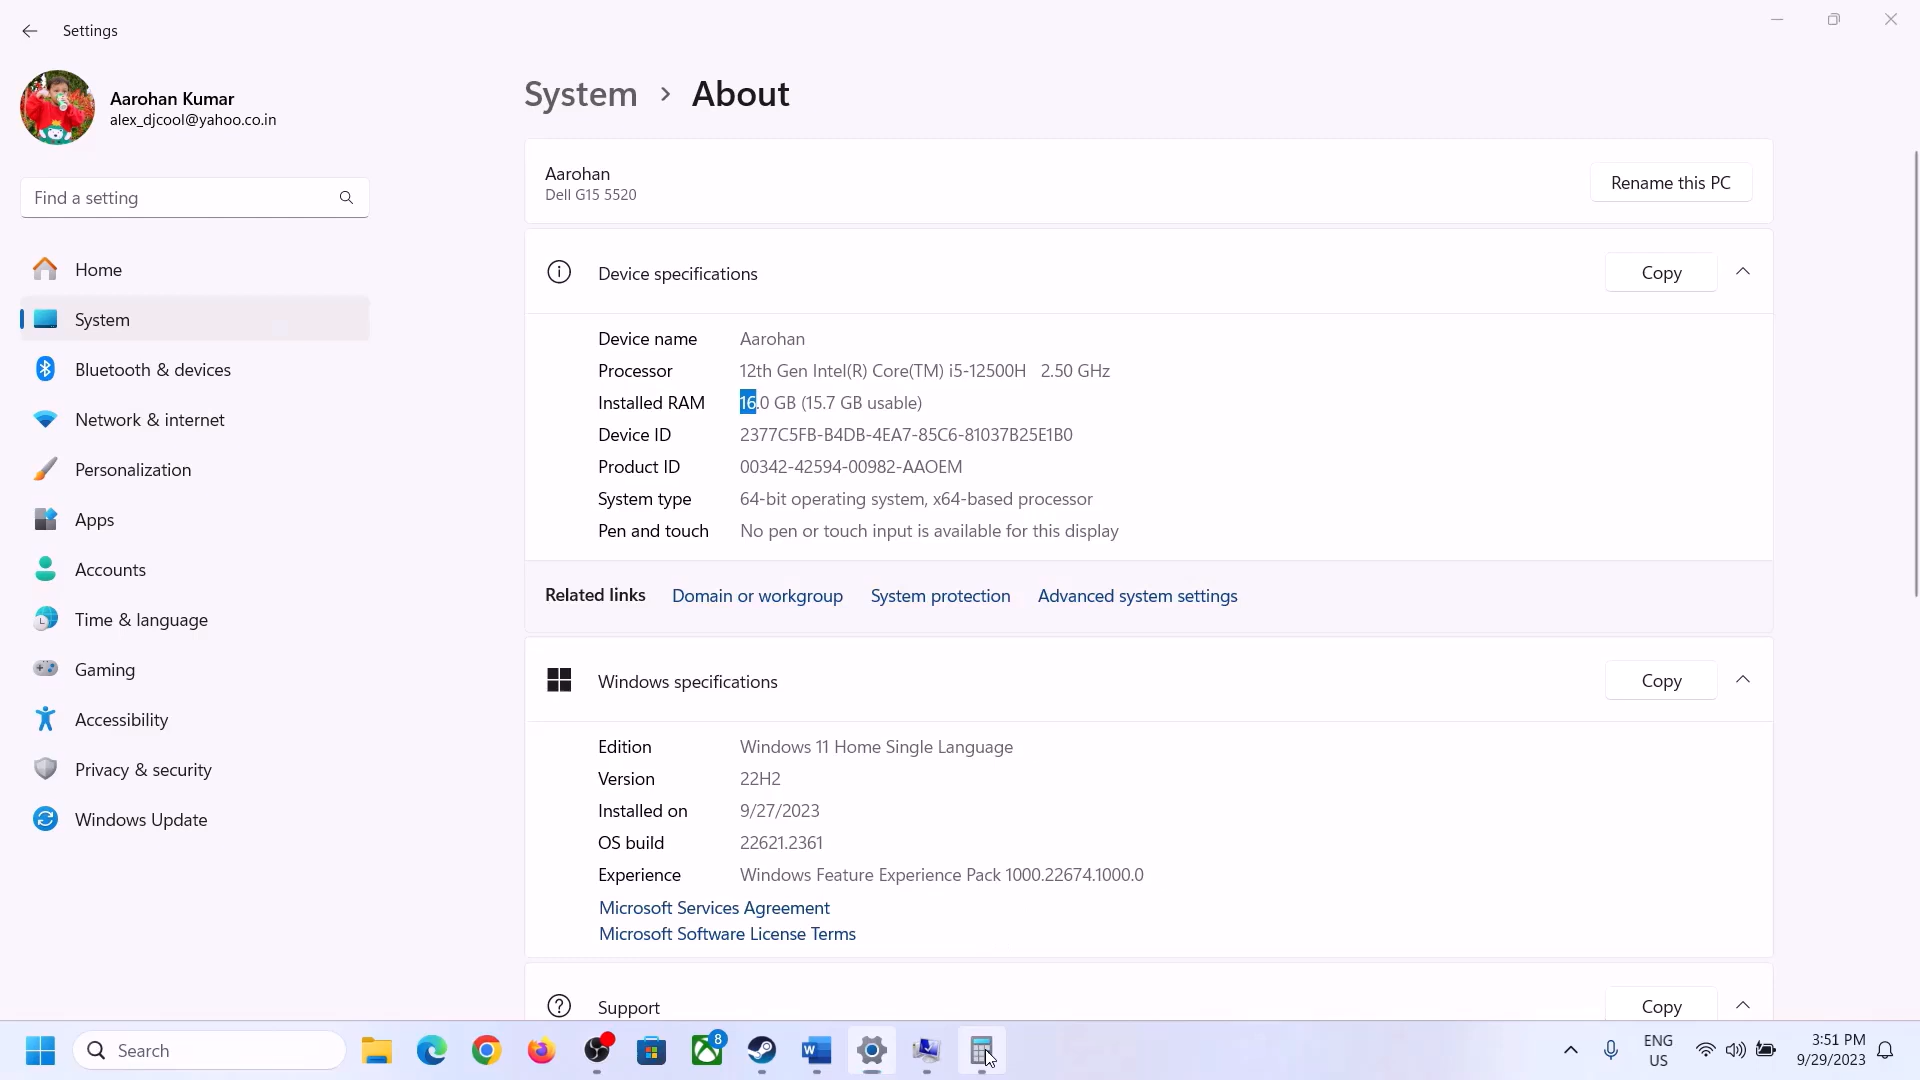 Settings
Aarohan Kumar
alex_djcool@yahoo.co.in
Find a setting
Home
System
Bluetooth & devices
Network & internet
Personalization
Apps
Accounts
Time & language
Gaming
Accessibility
Privacy & security
Windows Update
System > About
Aarohan
Dell G15 5520
Rename this PC
Device specifications
Copy
Device name Aarohan
Processor 12th Gen Intel(R) Core(TM) i5-12500H 2.50 GHz
Installed RAM 16.0 GB (15.7 GB usable)
Device ID 2377C5FB-B4DB-4EA7-85C6-81037B25E1B0
Product ID 00342-42594-00982-AAOEM
System type 64-bit operating system, x64-based processor
Pen and touch No pen or touch input is available for this display
Related links Domain or workgroup System protection Advanced system settings
Windows specifications
Copy
Edition Windows 11 Home Single Language
Version 22H2
Installed on 9/27/2023
OS build 22621.2361
Experience Windows Feature Experience Pack 1000.22674.1000.0
Microsoft Services Agreement
Microsoft Software License Terms
Support
Copy
Search
8
W
ENG
US
3:51 PM
9/29/2023